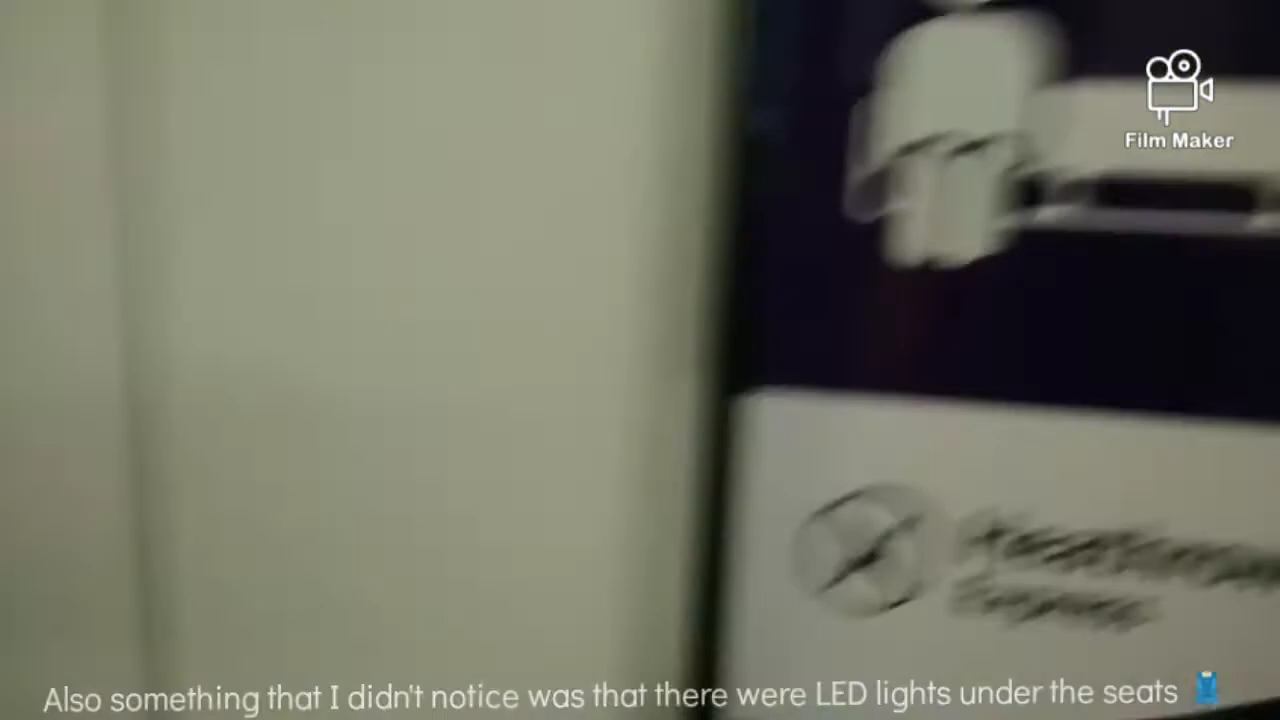 Film Maker
Also something that I didn't notice was that there were LED lights under the seats